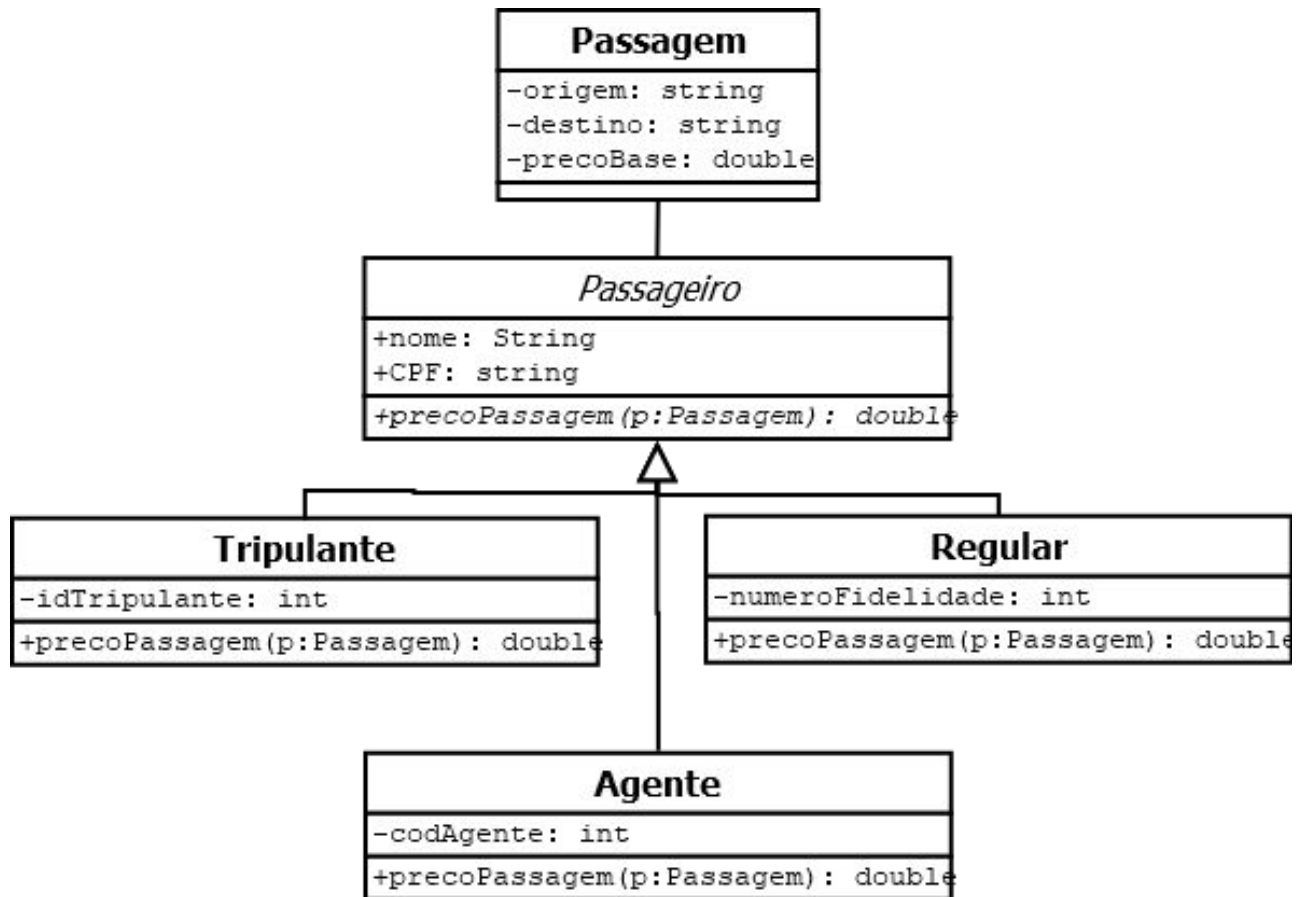 Passagem
-origem: string
-destino: string
-precoBase: double
Passageiro
+nome: String
+CPF: string
+precoPassagem(p:Passagem): double
Tripulante
-idTripulante: int
+precoPassagem(p:Passagem): double
Regular
-numeroFidelidade: int
+precoPassagem(p:Passagem): double
Agente
-codAgente: int
+precoPassagem(p:Passagem): double